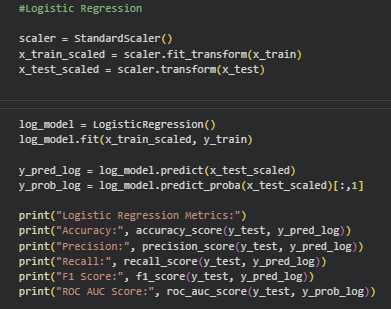 #Logistic Regression
scaler = StandardScaler()
x_train_scaled = scaler.fit_transform(x_train)
x_test_scaled = scaler.transform(x_test)
log_model = LogisticRegression()
log_model.fit(x_train_scaled, y_train)
y_pred_log = log_model.predict(x_test_scaled)
y_prob_log = log_model.predict_proba(x_test_scaled)[:,1]
print("Logistic Regression Metrics:")
print("Accuracy:", accuracy_score(y_test, y_pred_log))
print("Precision:", precision_score(y_test, y_pred_log))
print("Recall:", recall_score(y_test, y_pred_log))
print("F1 Score:", f1_score(y_test, y_pred_log))
print("ROC AUC Score:", roc_auc_score(y_test, y_prob_log))